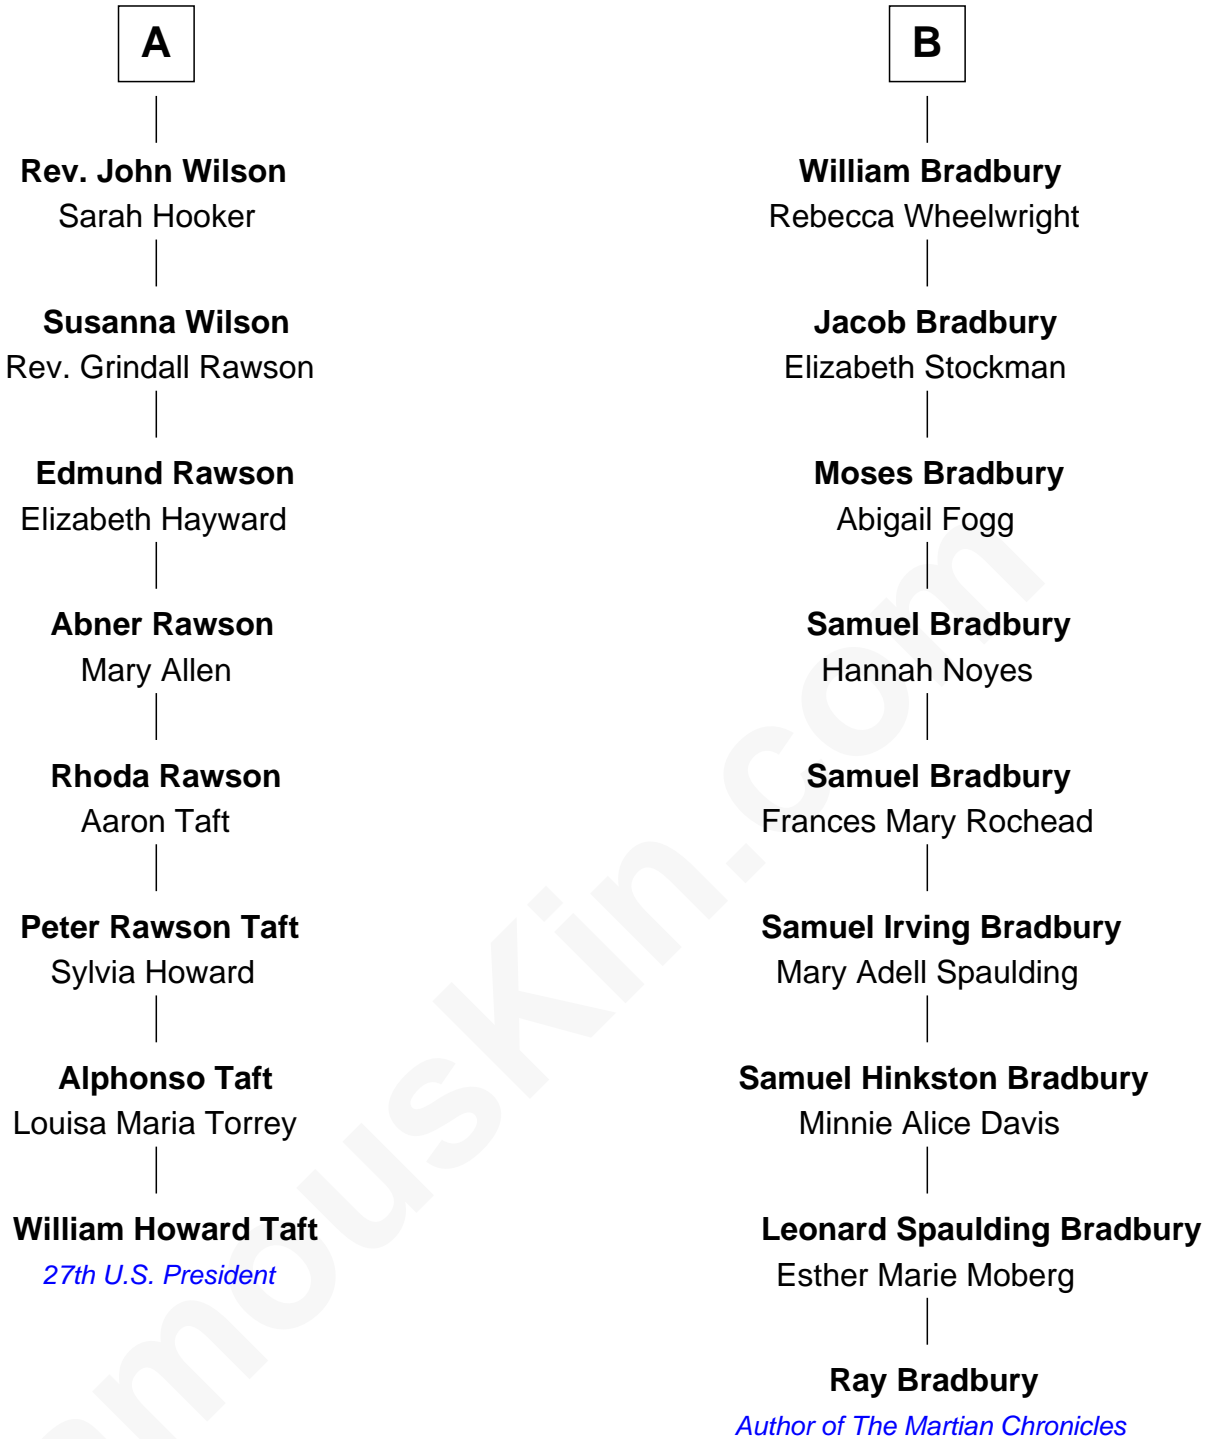 A
Rev. John Wilson
Sarah Hooker
Susanna Wilson
Rev. Grindall Rawson
Edmund Rawson
Elizabeth Hayward
Abner Rawson
Mary Allen
Rhoda Rawson
Aaron Taft
Peter Rawson Taft
Sylvia Howard
Alphonso Taft
Louisa Maria Torrey
William Howard Taft
27th U.S. President
B
William Bradbury
Rebecca Wheelwright
Jacob Bradbury
Elizabeth Stockman
Moses Bradbury
Abigail Fogg
Samuel Bradbury
Hannah Noyes
Samuel Bradbury
Frances Mary Rochead
Samuel Irving Bradbury
Mary Adell Spaulding
Samuel Hinkston Bradbury
Minnie Alice Davis
Leonard Spaulding Bradbury
Esther Marie Moberg
Ray Bradbury
Author of The Martian Chronicles
amouskin.com